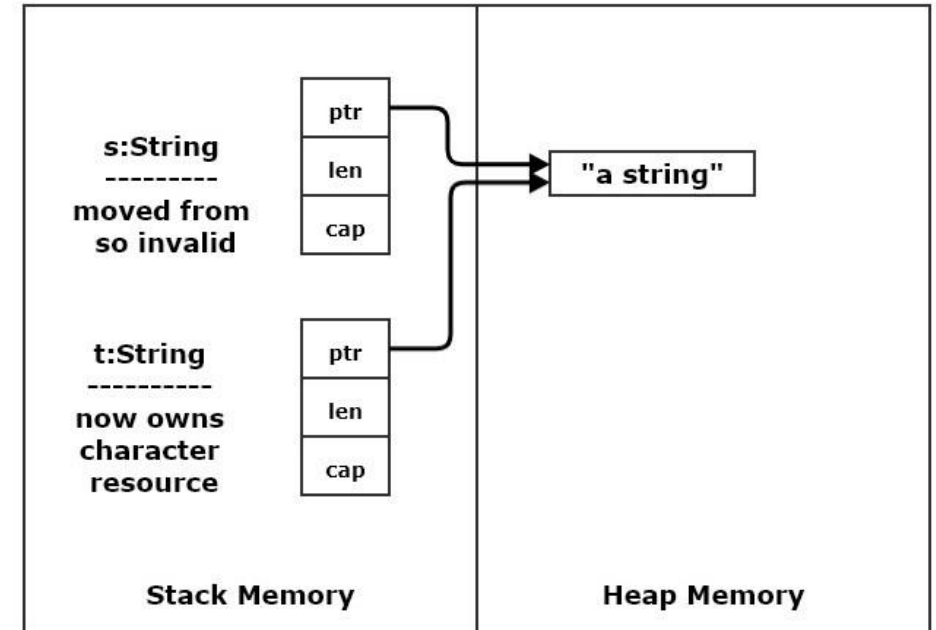 s:String
---------
moved from
so invalid
ptr
len
cap
"a string"
t:String
----------
now owns
character
resource
ptr
len
cap
Stack Memory
Heap Memory